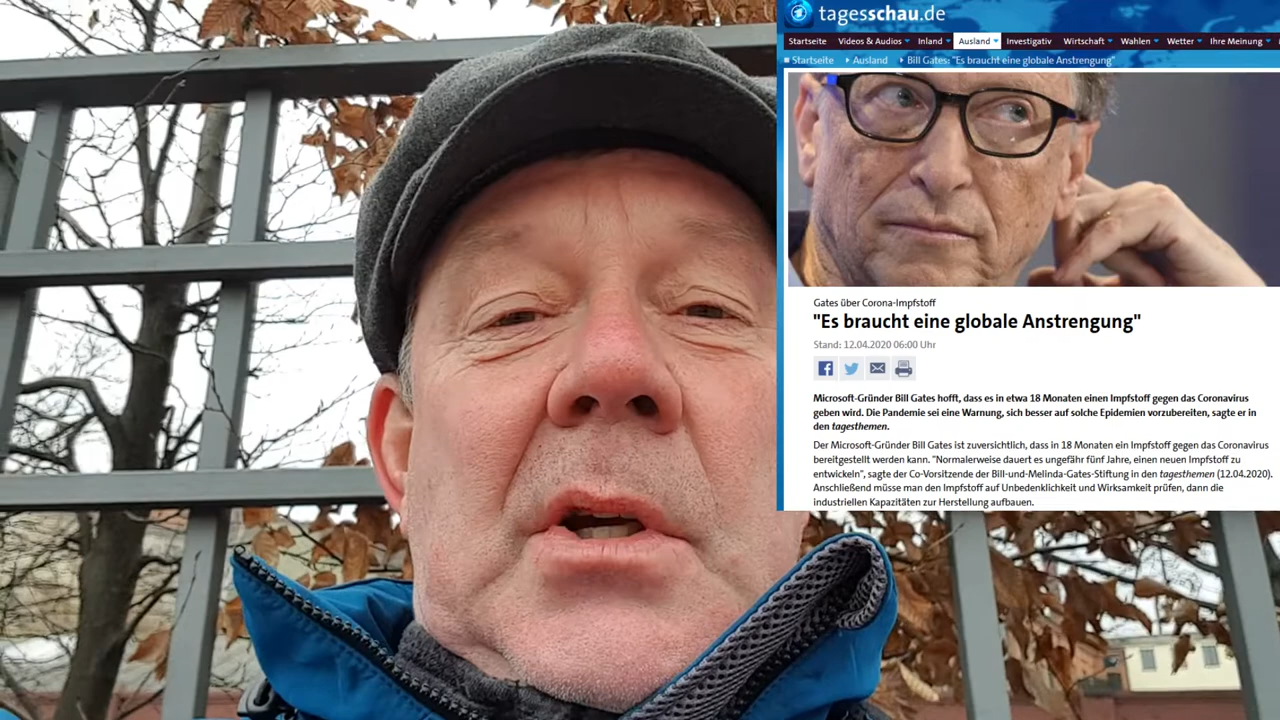 tagesschau.de
Startseite Videos & Audios Inland Ausland Investigativ Wirtschaft Wahlen Wetter Ihre Meinung
Startseite Ausland Bill Gates: "Es braucht eine globale Anstrengung"
Gates über Corona-Impfstoff
"Es braucht eine globale Anstrengung"
Stand: 12.04.2020 06:00 Uhr
Microsoft-Gründer Bill Gates hofft, dass es in etwa 18 Monaten einen Impfstoff gegen das Coronavirus
geben wird. Die Pandemie sei eine Warnung, sich besser auf solche Epidemien vorzubereiten, sagte er in
den tagesthemen.
Der Microsoft-Gründer Bill Gates ist zuversichtlich, dass in 18 Monaten ein Impfstoff gegen das Coronavirus
bereitgestellt werden kann. "Normalerweise dauert es ungefähr fünf Jahre, einen neuen Impfstoff zu
entwickeln", sagte der Co-Vorsitzende der Bill-und-Melinda-Gates-Stiftung in den tagesthemen (12.04.2020).
Anschließend müsse man den Impfstoff auf Unbedenklichkeit und Wirksamkeit prüfen, dann die
industriellen Kapazitäten zur Herstellung aufbauen.